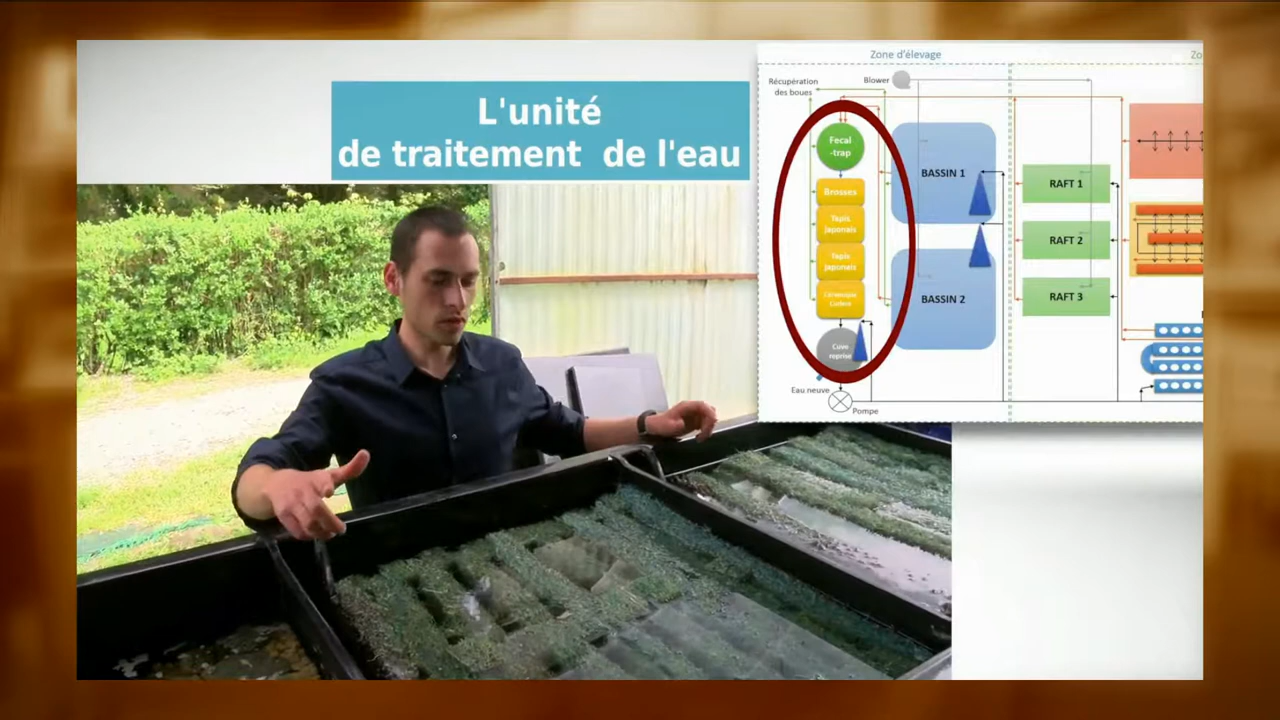 L'unité
de traitement de l'eau
Zone d'élevage
Zo
Récupération
des boues
Blower
Fecal
-trap
Brosses
Tapis
japonais
Tapis
japonais
Cuve
reprise
Eau neuve
Pompe
BASSIN 1
BASSIN 2
RAFT 1
RAFT 2
RAFT 3